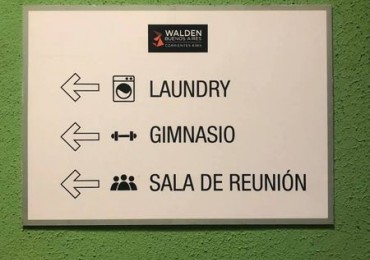 WALDEN
BUENOS AIRES
LAUNDRY
GIMNASIO
SALA DE REUNIÓN